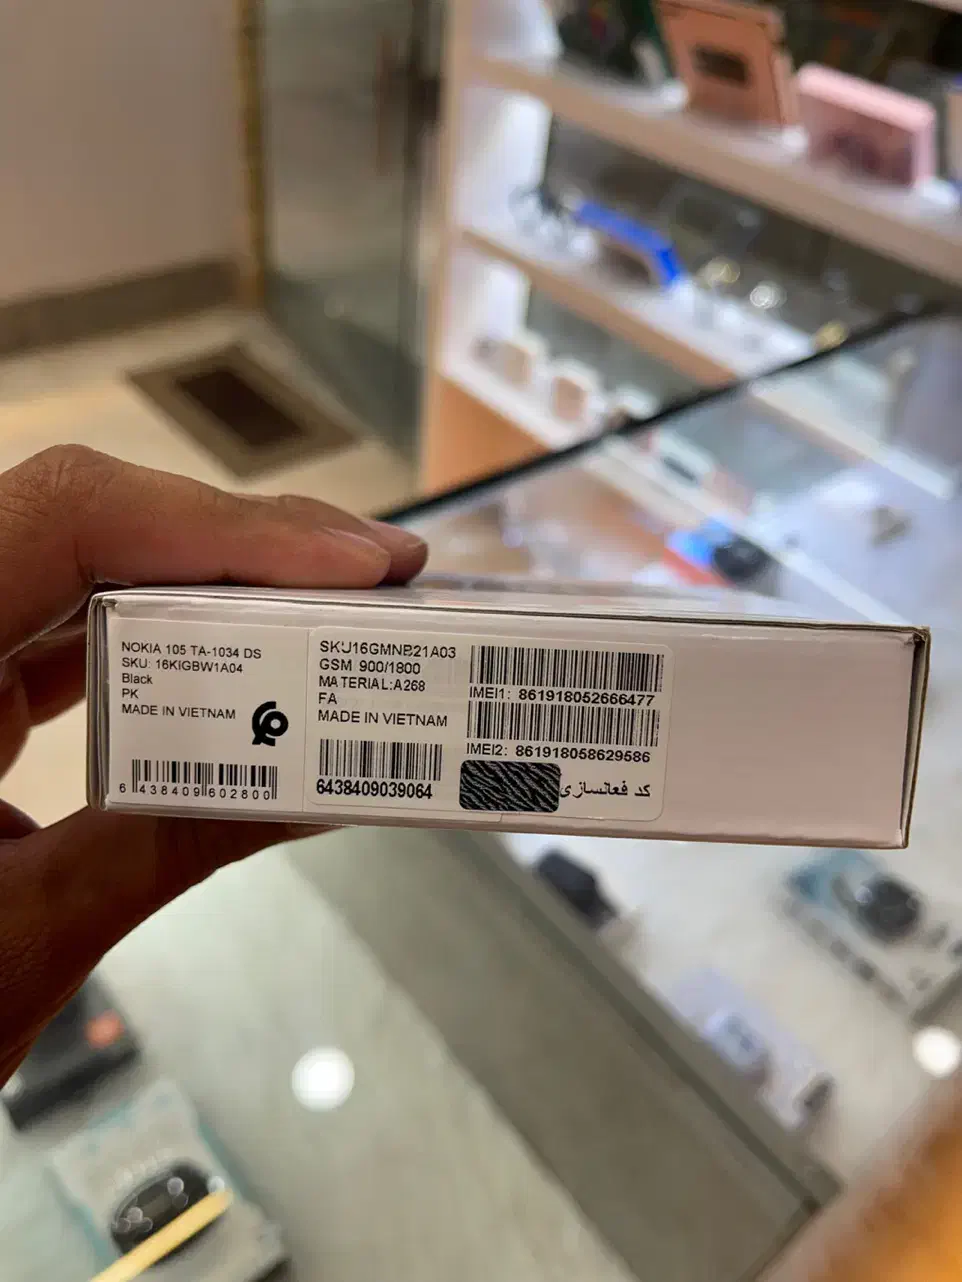 NOKIA 105 TA-1034 DS
SKU: 16KIGBW1A04
Black
PK
MADE IN VIETNAM
6 438409 602800
SKU16GMNB21A03
GSM 900/1800
MATERIAL:A268
FA
MADE IN VIETNAM
6438409039064
IMEI1: 861918052666477
IMEI2: 861918058629586
کد فعالسازی